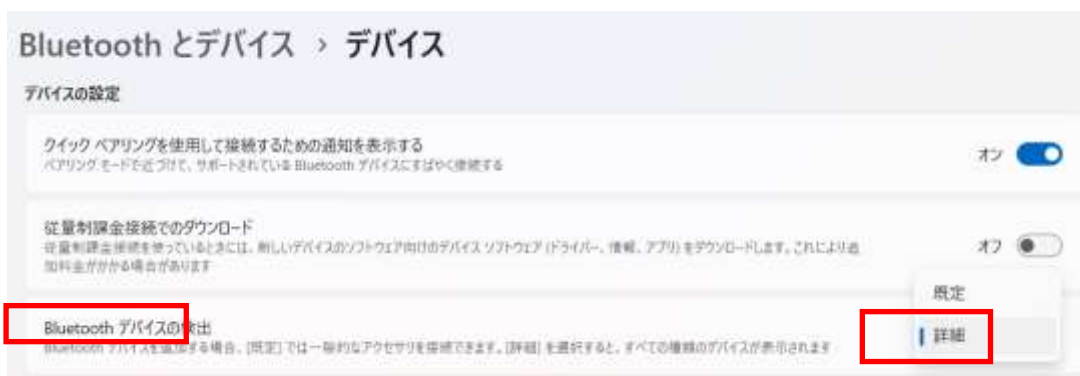 Bluetooth とデバイス › デバイス
デバイスの設定
クイック ペアリングを使用して接続するための通知を表示する
ペアリング モードで近づけて、サポートされている Bluetooth デバイスにすばやく接続する
オン
従量制課金接続でのダウンロード
従量制課金接続を使っているときには、新しいデバイスのソフトウェア向けのデバイス ソフトウェア (ドライバー、情報、アプリ) をダウンロードします。これにより追
加料金がかかる場合があります
オフ
既定
Bluetooth デバイスの検出
Bluetooth デバイスを追加する場合、[既定] では一般的なアクセサリを接続できます。[詳細] を選択すると、すべての種類のデバイスが表示されます
詳細